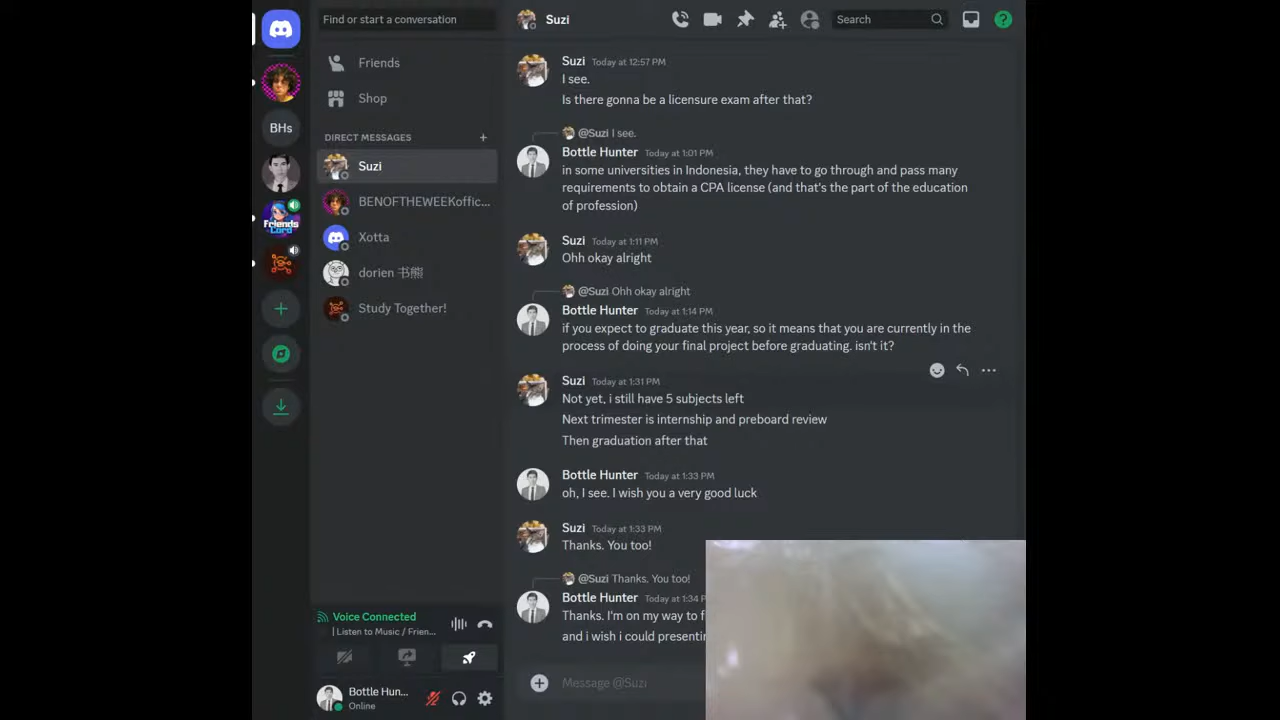 Find or start a conversation
Friends
Shop
DIRECT MESSAGES
Suzi
BENOFTHEWEEKoffic...
Xotta
dorien 书熊
Study Together!
BHs
Friends
Cord
Voice Connected
| Listen to Music / Frien...
Bottle Hun...
Online
Suzi
Search
Suzi Today at 12:57 PM
I see.
Is there gonna be a licensure exam after that?
@Suzi I see.
Bottle Hunter Today at 1:01 PM
in some universities in Indonesia, they have to go through and pass many
requirements to obtain a CPA license (and that's the part of the education
of profession)
Suzi Today at 1:11 PM
Ohh okay alright
@Suzi Ohh okay alright
Bottle Hunter Today at 1:14 PM
if you expect to graduate this year, so it means that you are currently in the
process of doing your final project before graduating. isn't it?
Suzi Today at 1:31 PM
Not yet, i still have 5 subjects left
Next trimester is internship and preboard review
Then graduation after that
Bottle Hunter Today at 1:33 PM
oh, I see. I wish you a very good luck
Suzi Today at 1:33 PM
Thanks. You too!
@Suzi Thanks. You too!
Bottle Hunter Today at 1:34 P
Thanks. I'm on my way to f
and i wish i could presentin
Message @Suzi